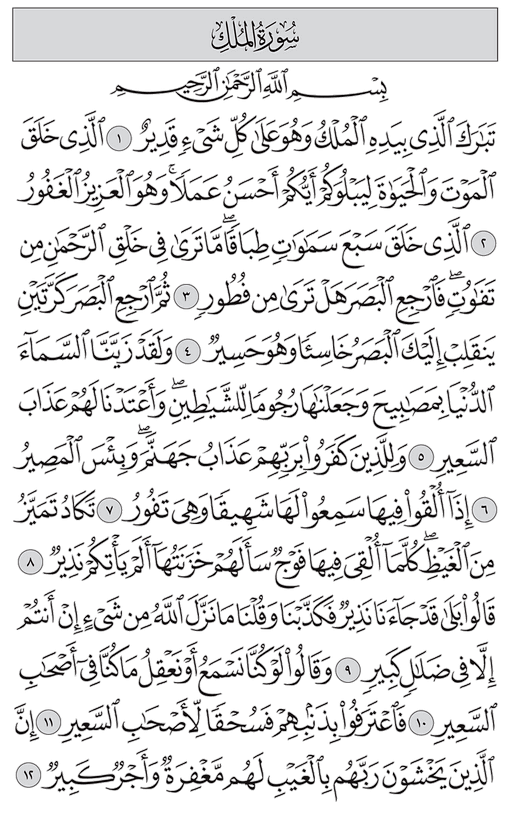 سُورَةُ المُلْكِ
بِسْمِ ٱللَّهِ ٱلرَّحْمَٰنِ ٱلرَّحِيمِ
تَبَٰرَكَ ٱلَّذِى بِيَدِهِ ٱلْمُلْكُ وَهُوَ عَلَىٰ كُلِّ شَىْءٍ قَدِيرٌ ١ ٱلَّذِى خَلَقَ
ٱلْمَوْتَ وَٱلْحَيَوٰةَ لِيَبْلُوَكُمْ أَيُّكُمْ أَحْسَنُ عَمَلًا ۚ وَهُوَ ٱلْعَزِيزُ ٱلْغَفُورُ
٢ ٱلَّذِى خَلَقَ سَبْعَ سَمَٰوَٰتٍ طِبَاقًا ۖ مَّا تَرَىٰ فِى خَلْقِ ٱلرَّحْمَٰنِ مِن
تَفَٰوُتٍ ۖ فَٱرْجِعِ ٱلْبَصَرَ هَلْ تَرَىٰ مِن فُطُورٍ ٣ ثُمَّ ٱرْجِعِ ٱلْبَصَرَ كَرَّتَيْنِ
يَنقَلِبْ إِلَيْكَ ٱلْبَصَرُ خَاسِئًا وَهُوَ حَسِيرٌ ٤ وَلَقَدْ زَيَّنَّا ٱلسَّمَآءَ
ٱلدُّنْيَا بِمَصَٰبِيحَ وَجَعَلْنَٰهَا رُجُومًا لِّلشَّيَٰطِينِ ۖ وَأَعْتَدْنَا لَهُمْ عَذَابَ
ٱلسَّعِيرِ ٥ وَلِلَّذِينَ كَفَرُوا۟ بِرَبِّهِمْ عَذَابُ جَهَنَّمَ ۖ وَبِئْسَ ٱلْمَصِيرُ
٦ إِذَآ أُلْقُوا۟ فِيهَا سَمِعُوا۟ لَهَا شَهِيقًا وَهِىَ تَفُورُ ٧ تَكَادُ تَمَيَّزُ
مِنَ ٱلْغَيْظِ ۖ كُلَّمَآ أُلْقِىَ فِيهَا فَوْجٌ سَأَلَهُمْ خَزَنَتُهَآ أَلَمْ يَأْتِكُمْ نَذِيرٌ ٨
قَالُوا۟ بَلَىٰ قَدْ جَآءَنَا نَذِيرٌ فَكَذَّبْنَا وَقُلْنَا مَا نَزَّلَ ٱللَّهُ مِن شَىْءٍ إِنْ أَنتُمْ
إِلَّا فِى ضَلَٰلٍ كَبِيرٍ ٩ وَقَالُوا۟ لَوْ كُنَّا نَسْمَعُ أَوْ نَعْقِلُ مَا كُنَّا فِىٓ أَصْحَٰبِ
ٱلسَّعِيرِ ١٠ فَٱعْتَرَفُوا۟ بِذَنۢبِهِمْ فَسُحْقًا لِّأَصْحَٰبِ ٱلسَّعِيرِ ١١ إِنَّ
ٱلَّذِينَ يَخْشَوْنَ رَبَّهُم بِٱلْغَيْبِ لَهُم مَّغْفِرَةٌ وَأَجْرٌ كَبِيرٌ ١٢